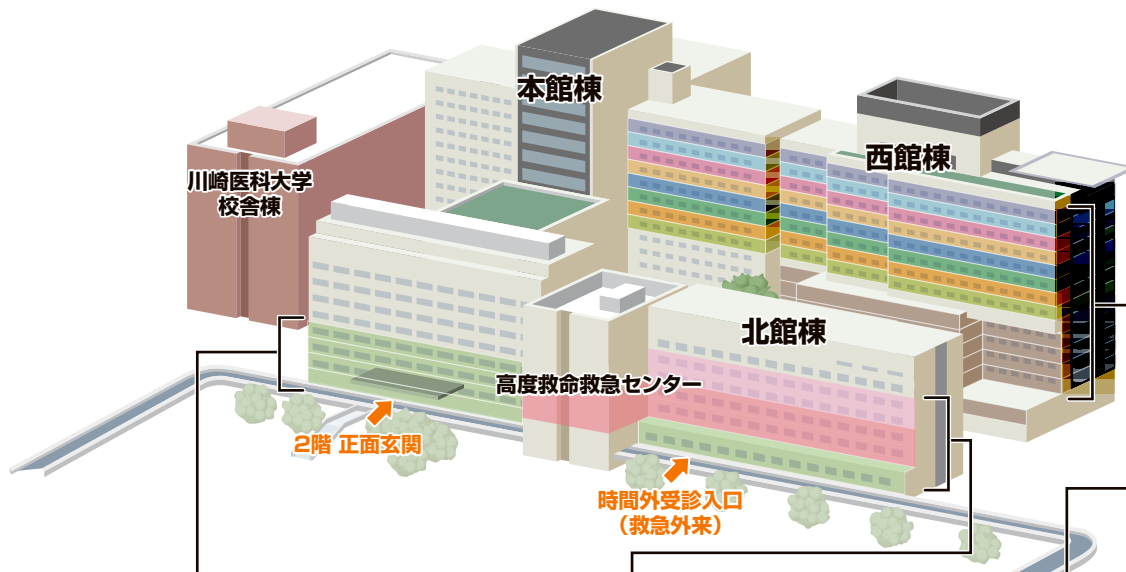 本館棟
西館棟
川崎医科大学
校舎棟
北館棟
高度救命救急センター
2階 正面玄関
時間外受診入口
（救急外来）